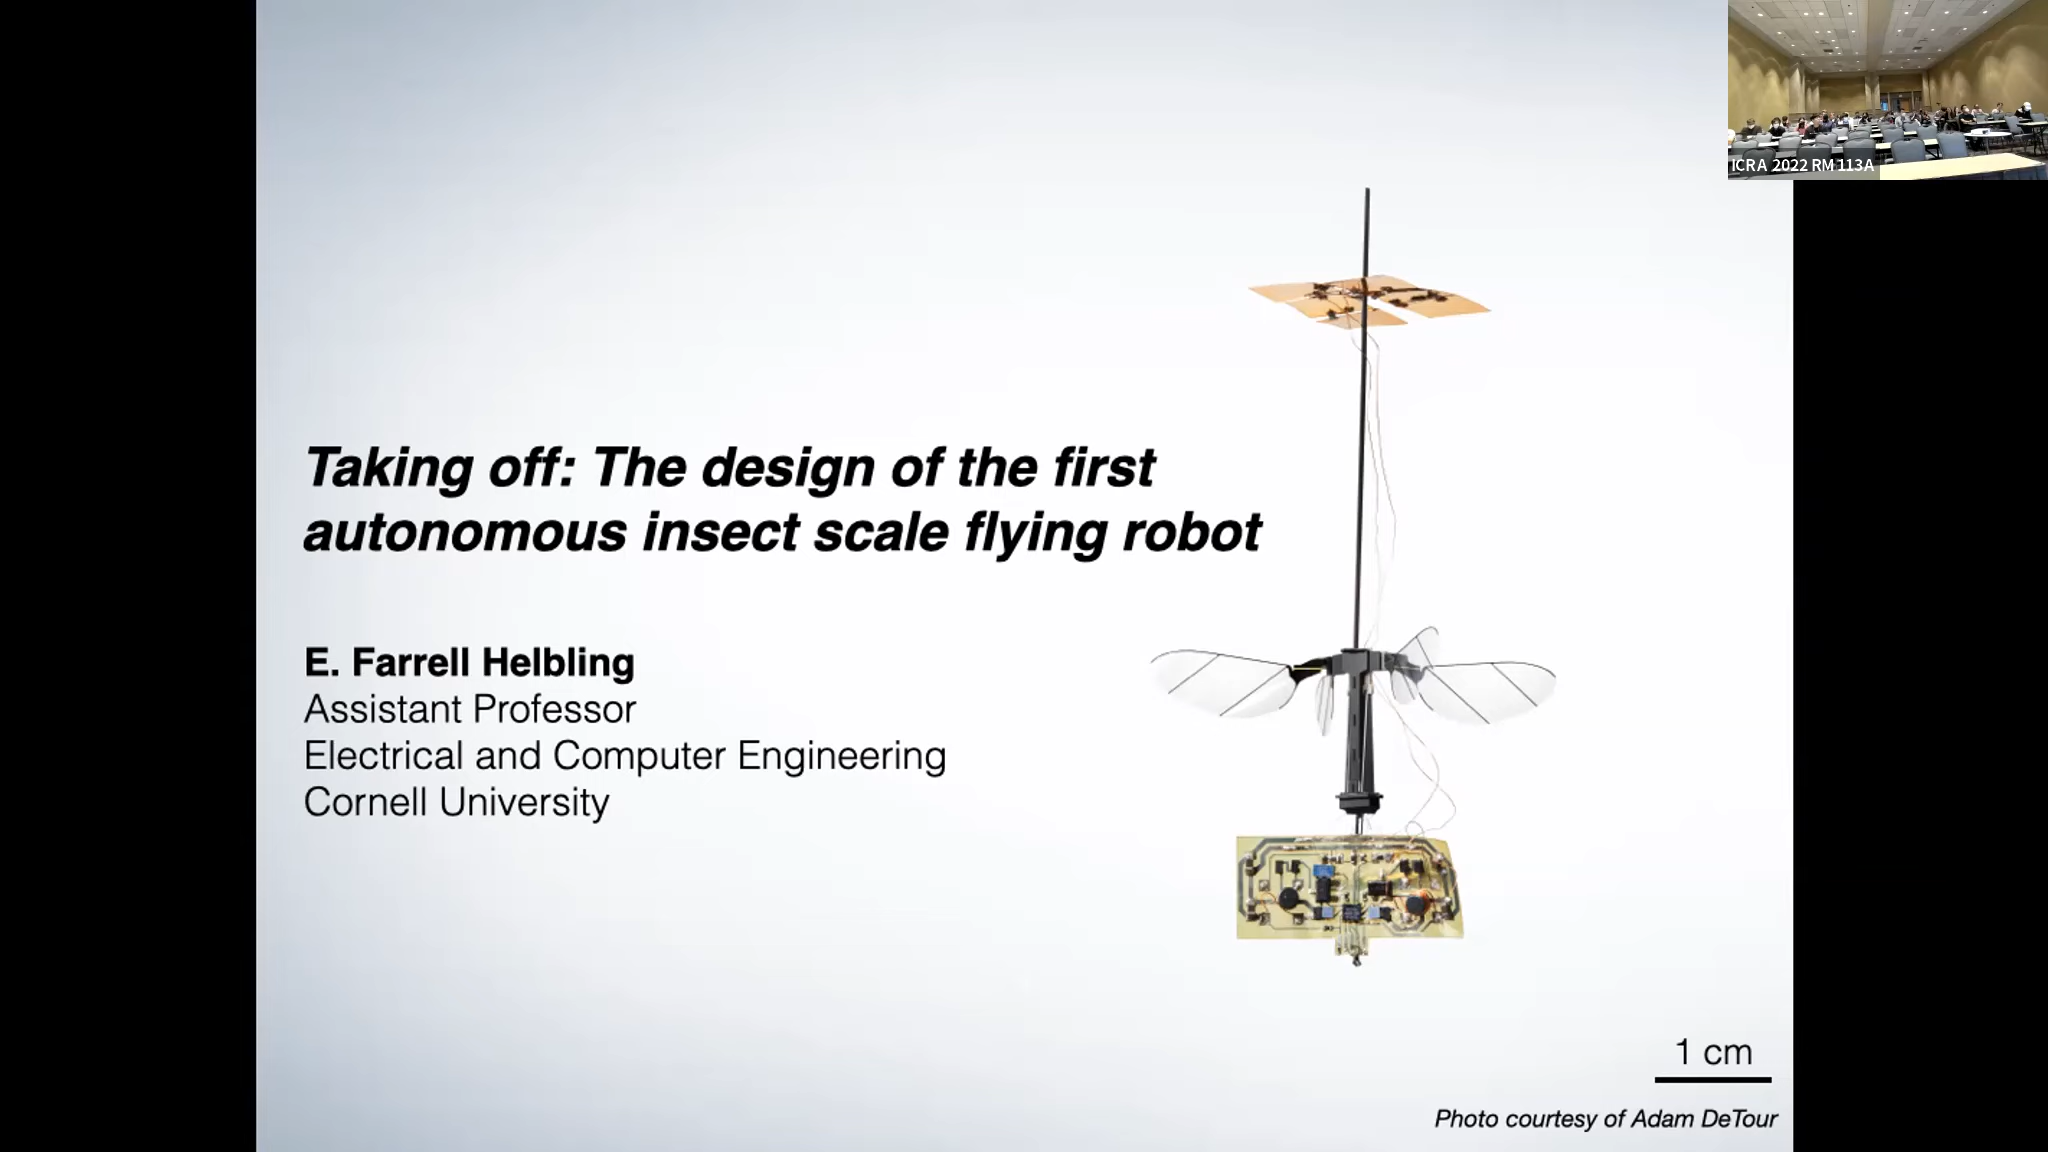 ICRA 2022 RM 113A
Taking off: The design of the first
autonomous insect scale flying robot
E. Farrell Helbling
Assistant Professor
Electrical and Computer Engineering
Cornell University
1 cm
Photo courtesy of Adam DeTour